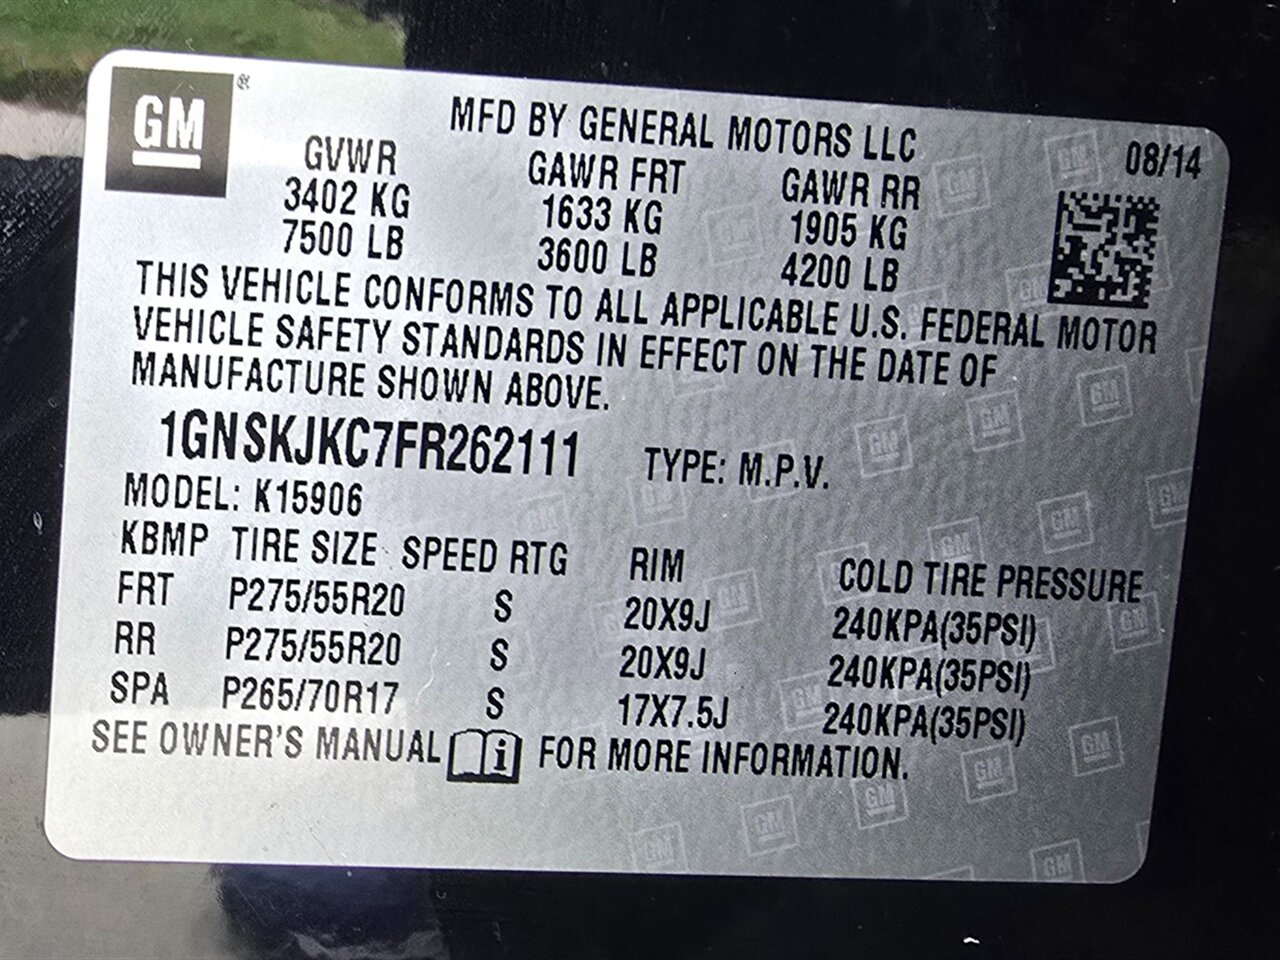 GM ®
MFD BY GENERAL MOTORS LLC
08/14
GVWR GAWR FRT GAWR RR
3402 KG 1633 KG 1905 KG
7500 LB 3600 LB 4200 LB
THIS VEHICLE CONFORMS TO ALL APPLICABLE U.S. FEDERAL MOTOR
VEHICLE SAFETY STANDARDS IN EFFECT ON THE DATE OF
MANUFACTURE SHOWN ABOVE.
1GNSKJKC7FR262111 TYPE: M.P.V.
MODEL: K15906
KBMP TIRE SIZE SPEED RTG RIM COLD TIRE PRESSURE
FRT P275/55R20 S 20X9J 240KPA(35PSI)
RR P275/55R20 S 20X9J 240KPA(35PSI)
SPA P265/70R17 S 17X7.5J 240KPA(35PSI)
SEE OWNER'S MANUAL i FOR MORE INFORMATION.